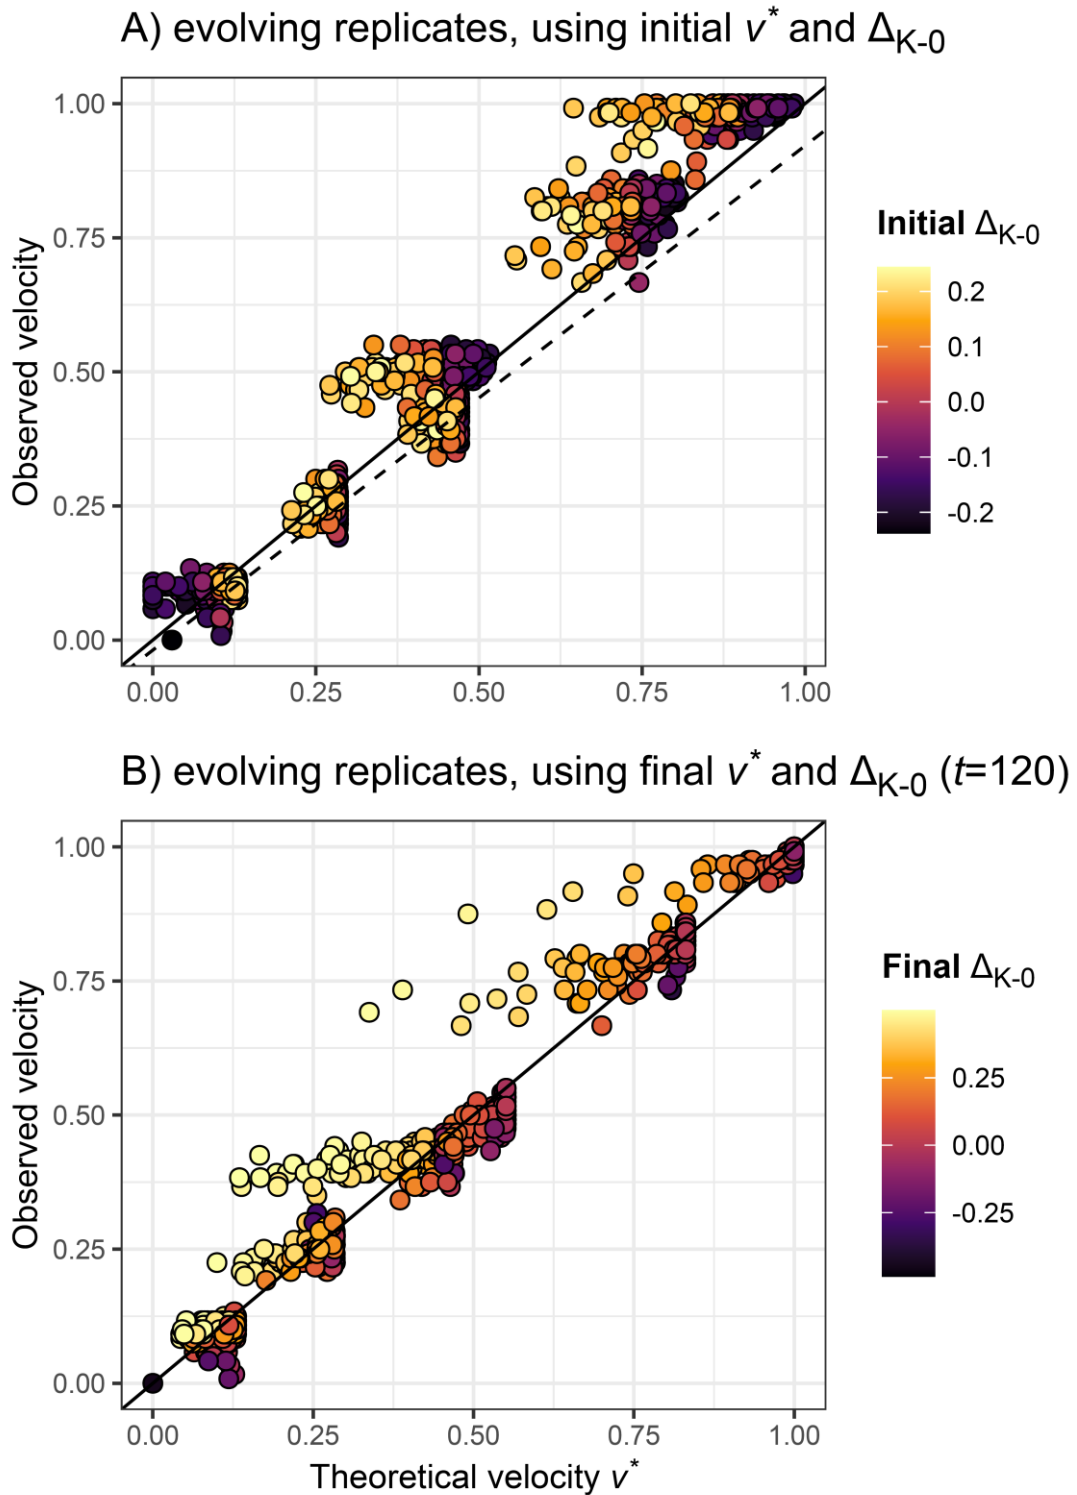 A) evolving replicates, using initial v* and ΔK-0
1.00
0.75
0.50
0.25
0.00
Observed velocity
0.00 0.25 0.50 0.75 1.00
Initial ΔK-0
0.2
0.1
0.0
-0.1
-0.2
B) evolving replicates, using final v* and ΔK-0 (t=120)
1.00
0.75
0.50
0.25
0.00
Observed velocity
0.00 0.25 0.50 0.75 1.00
Theoretical velocity v*
Final ΔK-0
0.25
0.00
-0.25